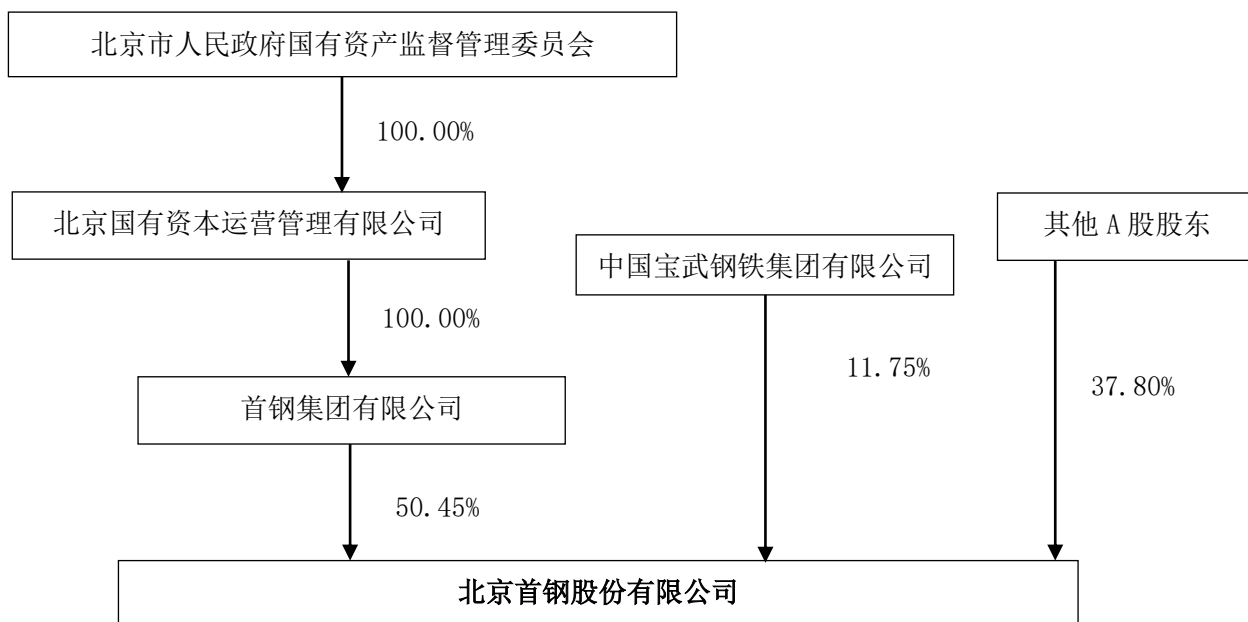 北京市人民政府国有资产监督管理委员会
100.00%
北京国有资本运营管理有限公司
其他 A 股股东
中国宝武钢铁集团有限公司
100.00%
11.75%
37.80%
首钢集团有限公司
50.45%
北京首钢股份有限公司